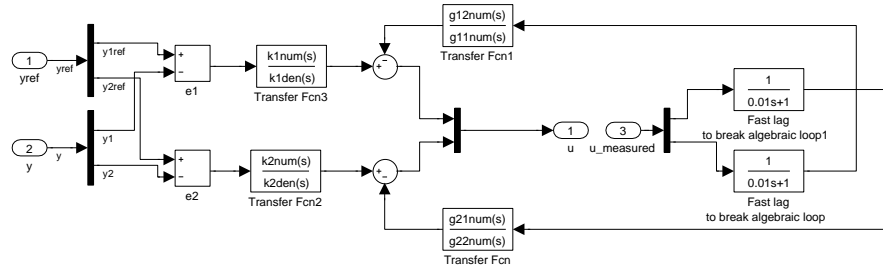 g12num(s)
g11num(s)
Transfer Fcn1
1
yref
yref
y1ref
y2ref
+
−
e1
k1num(s)
k1den(s)
Transfer Fcn3
+
−
1
u
3
u_measured
1
0.01s+1
Fast lag
to break algebraic loop1
2
y
y
y1
y2
+
−
e2
k2num(s)
k2den(s)
Transfer Fcn2
+
−
1
0.01s+1
Fast lag
to break algebraic loop
g21num(s)
g22num(s)
Transfer Fcn